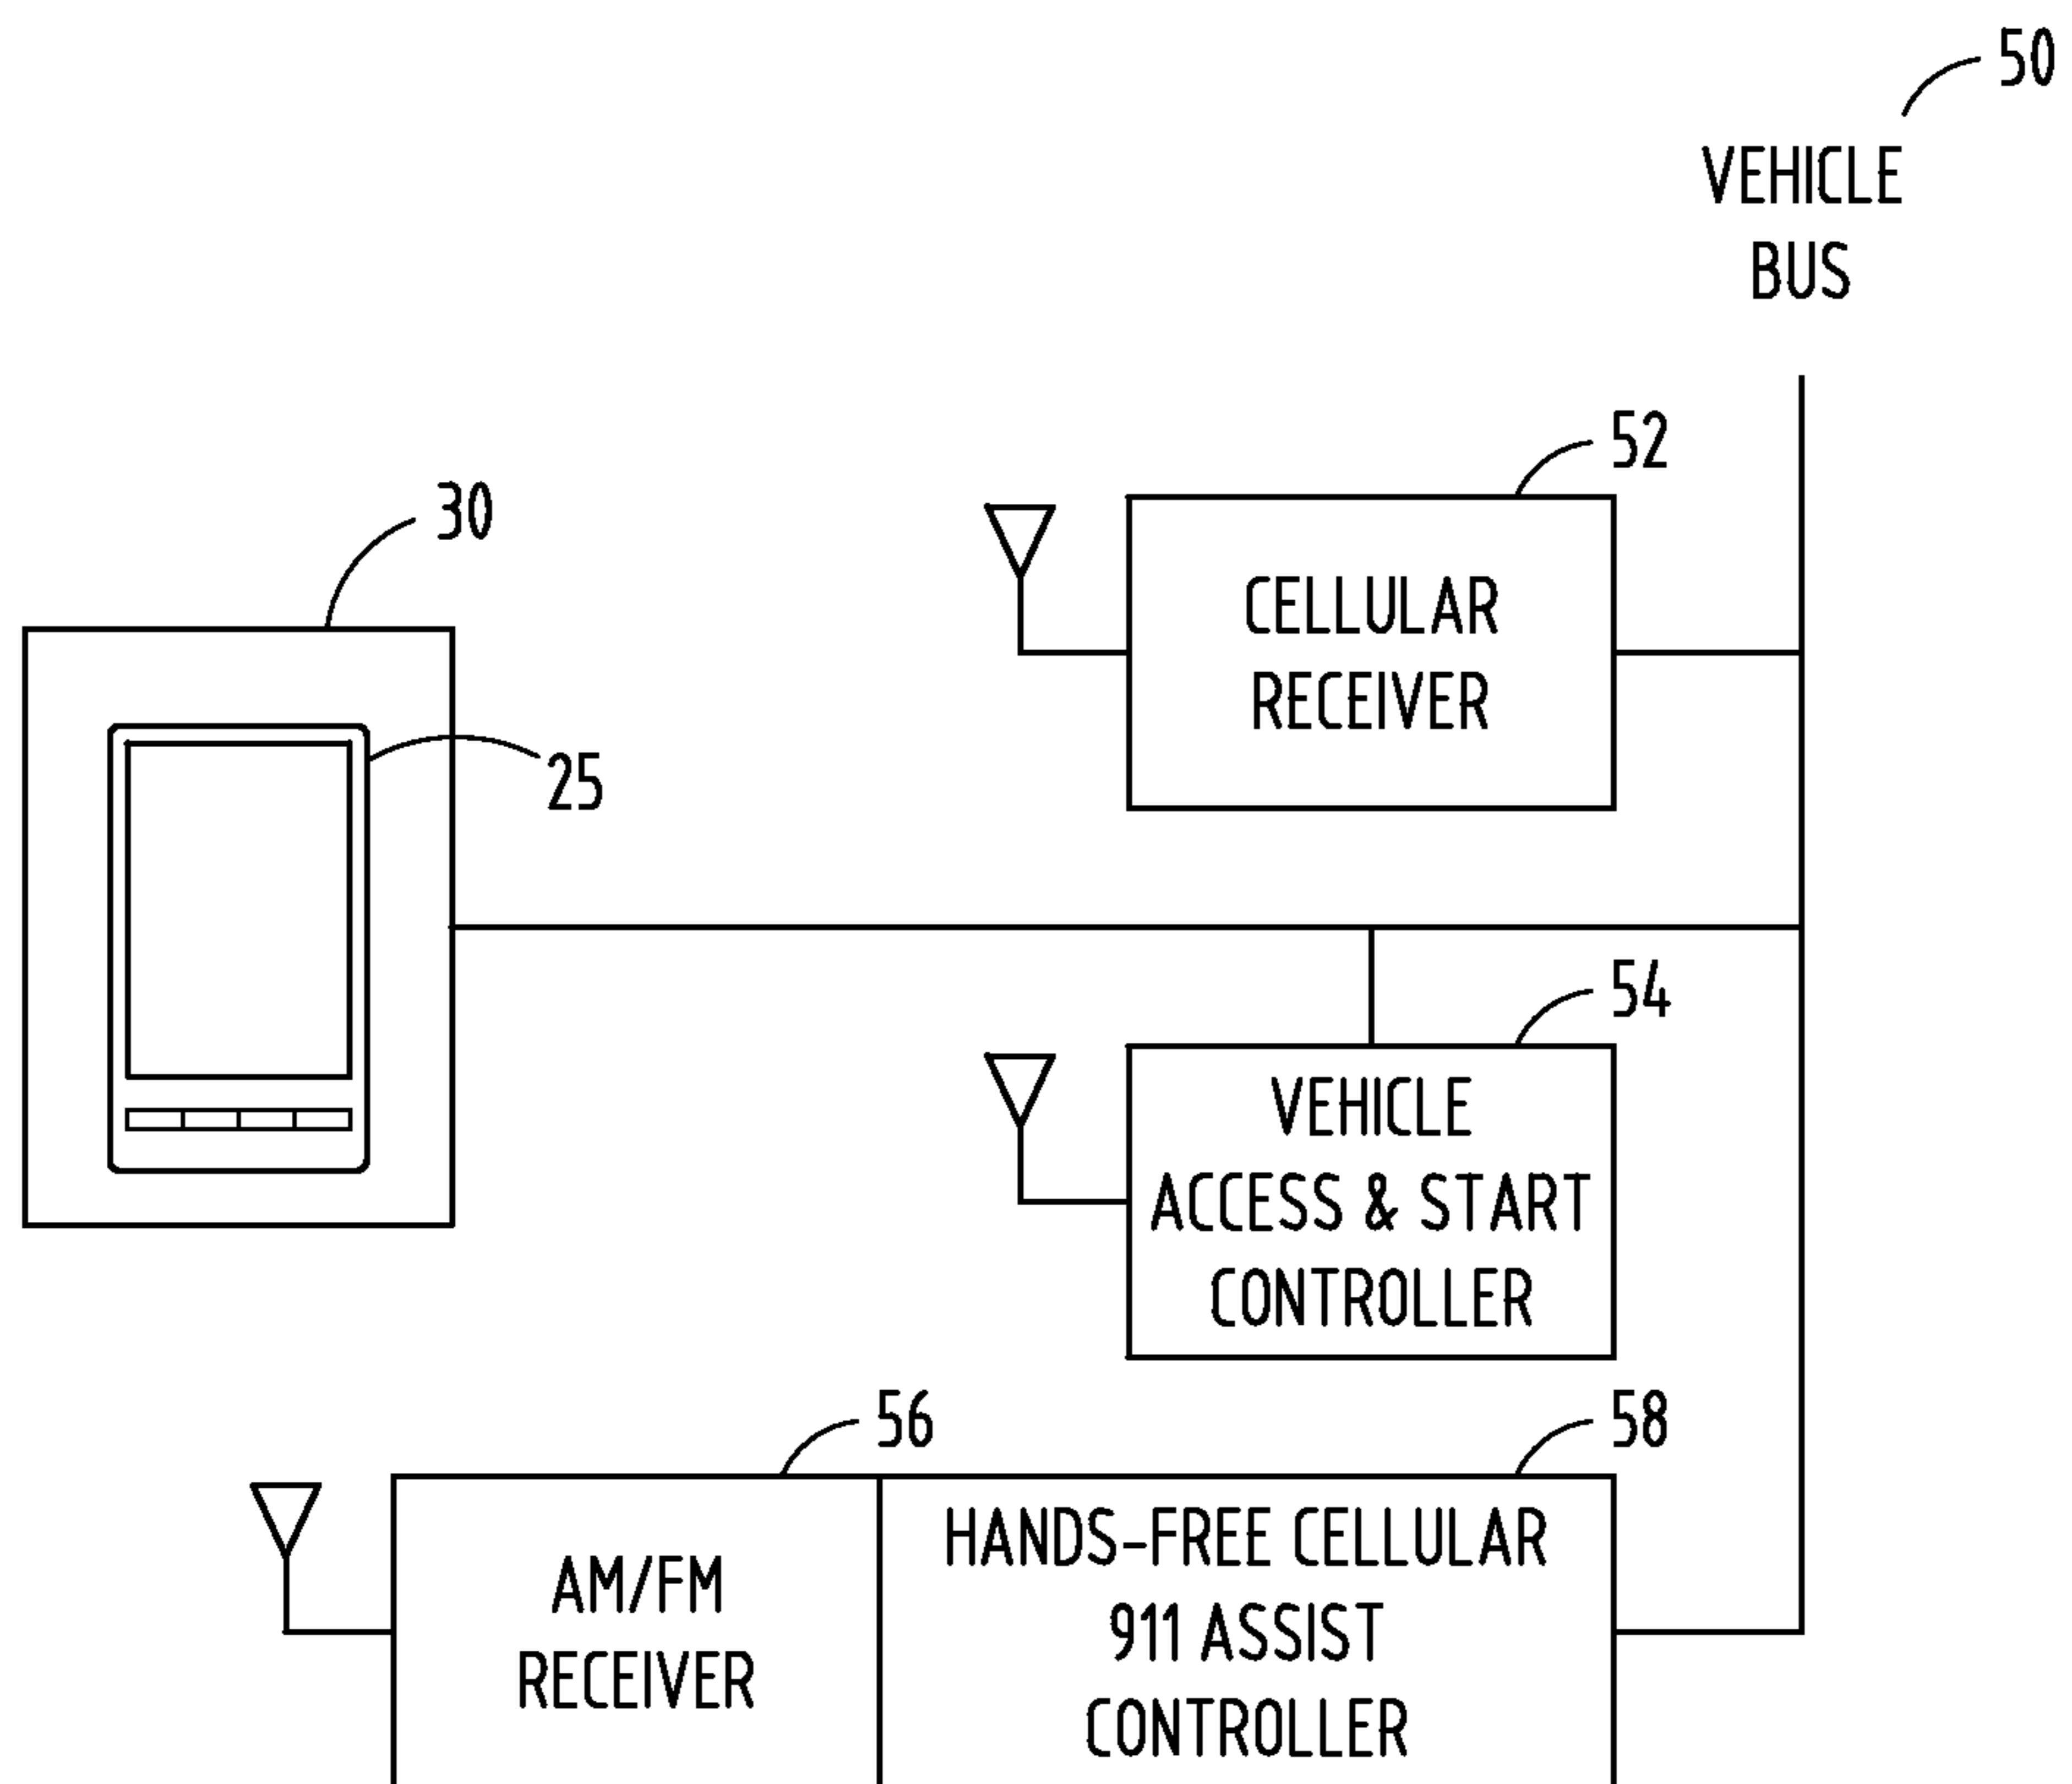 50
VEHICLE
BUS
52
CELLULAR
RECEIVER
30
25
54
VEHICLE
ACCESS & START
CONTROLLER
56
AM/FM
RECEIVER
58
HANDS-FREE CELLULAR
911 ASSIST
CONTROLLER